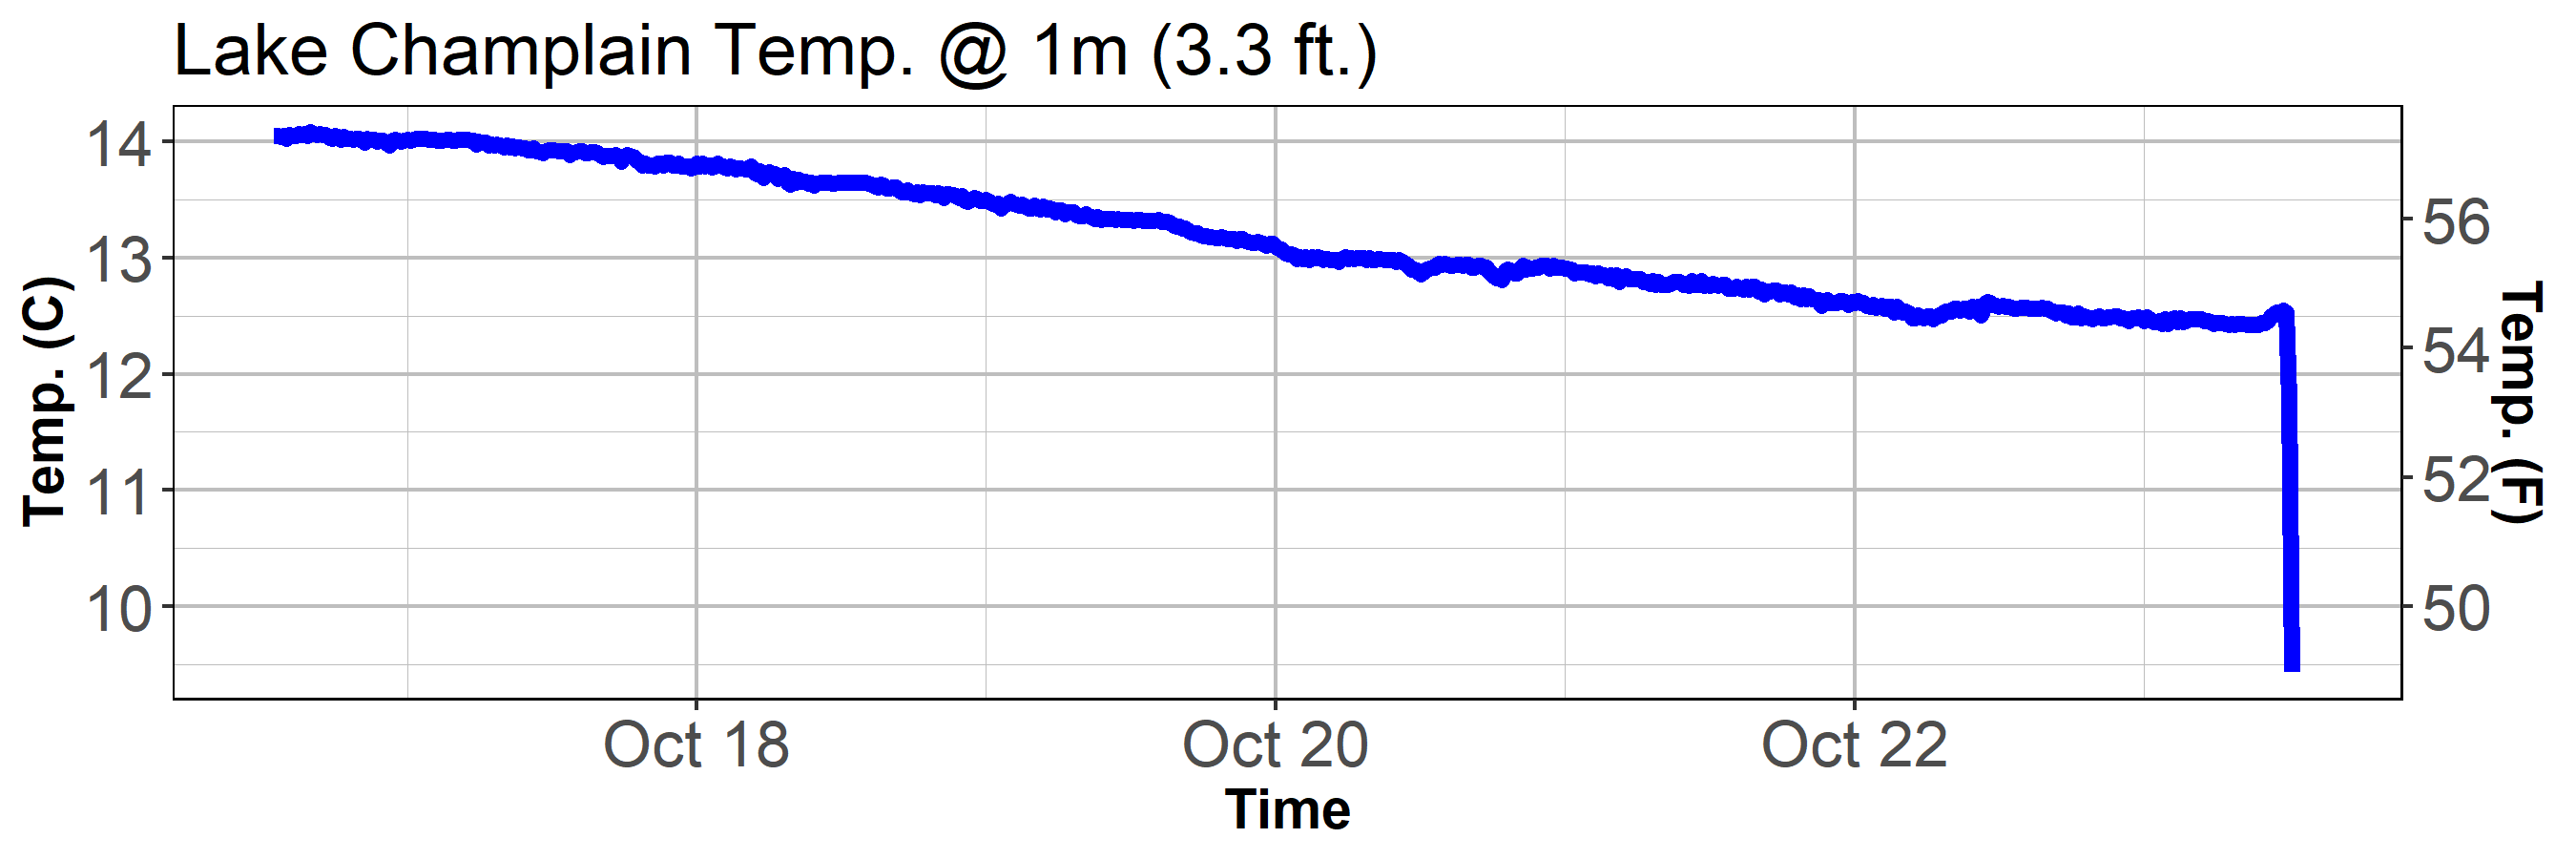 Lake Champlain Temp. @ 1m (3.3 ft.)
Temp. (C)
14
13
12
11
10
56
54
52
50
Temp. (F)
Oct 18
Oct 20
Oct 22
Time